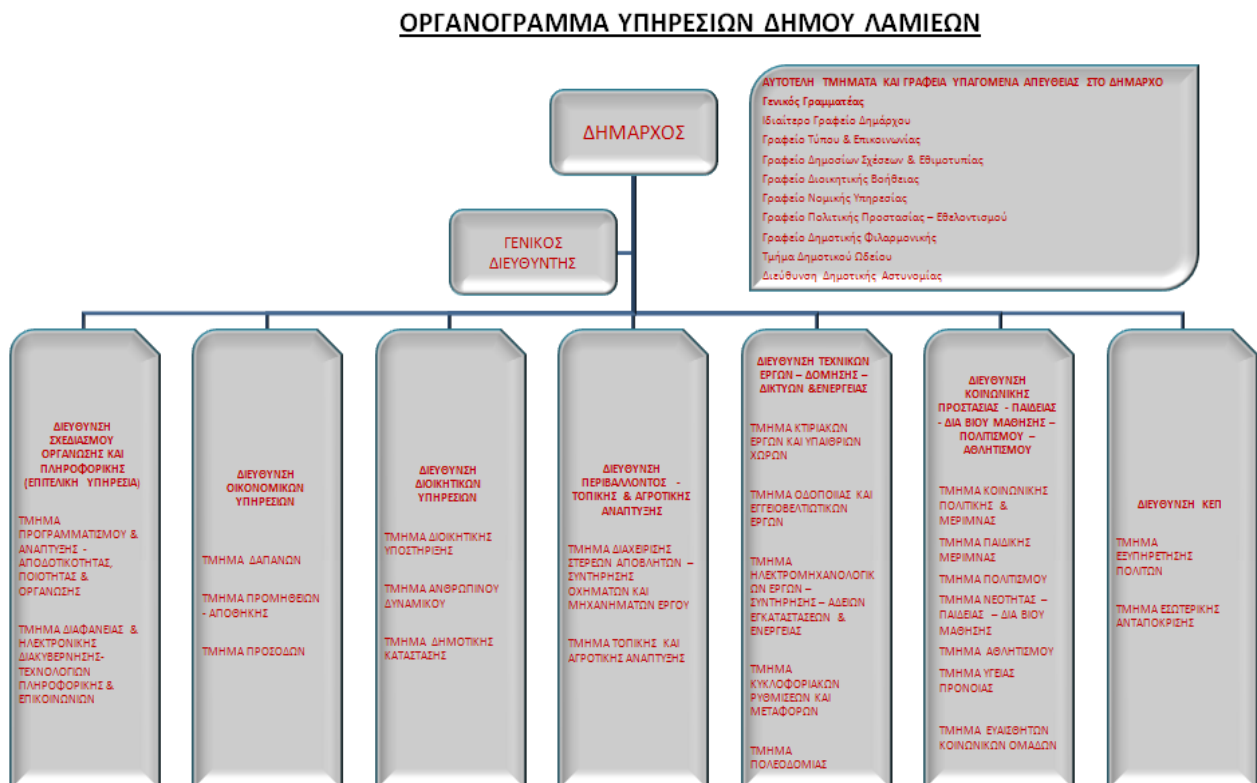 ΟΡΓΑΝΟΓΡΑΜΜΑ ΥΠΗΡΕΣΙΩΝ ΔΗΜΟΥ ΛΑΜΙΕΩΝ
ΔΗΜΑΡΧΟΣ
ΑΥΤΟΤΕΛΗ ΤΜΗΜΑΤΑ ΚΑΙ ΓΡΑΦΕΙΑ ΥΠΑΓΟΜΕΝΑ ΑΠΕΥΘΕΙΑΣ ΣΤΟ ΔΗΜΑΡΧΟ
Γενικός Γραμματέας
Ιδιαίτερο Γραφείο Δημάρχου
Γραφείο Τύπου & Επικοινωνίας
Γραφείο Δημοσίων Σχέσεων & Εθιμοτυπίας
Γραφείο Διοικητικής Βοήθειας
Γραφείο Νομικής Υπηρεσίας
Γραφείο Πολιτικής Προστασίας – Εθελοντισμού
Γραφείο Δημοτικής Φιλαρμονικής
Τμήμα Δημοτικού Ωδείου
Διεύθυνση Δημοτικής Αστυνομίας
ΓΕΝΙΚΟΣ
ΔΙΕΥΘΥΝΤΗΣ
ΔΙΕΥΘΥΝΣΗ
ΣΧΕΔΙΑΣΜΟΥ
ΟΡΓΑΝΩΣΗΣ ΚΑΙ
ΠΛΗΡΟΦΟΡΙΚΗΣ
(ΕΠΙΤΕΛΙΚΗ ΥΠΗΡΕΣΙΑ)
ΤΜΗΜΑ
ΠΡΟΓΡΑΜΜΑΤΙΣΜΟΥ &
ΑΝΑΠΤΥΞΗΣ -
ΑΠΟΔΟΤΙΚΟΤΗΤΑΣ,
ΠΟΙΟΤΗΤΑΣ &
ΟΡΓΑΝΩΣΗΣ
ΤΜΗΜΑ ΔΙΑΦΑΝΕΙΑΣ &
ΗΛΕΚΤΡΟΝΙΚΗΣ
ΔΙΑΚΥΒΕΡΝΗΣΗΣ-
ΤΕΧΝΟΛΟΓΙΩΝ
ΠΛΗΡΟΦΟΡΙΚΗΣ &
ΕΠΙΚΟΙΝΩΝΙΩΝ
ΔΙΕΥΘΥΝΣΗ
ΟΙΚΟΝΟΜΙΚΩΝ
ΥΠΗΡΕΣΙΩΝ
ΤΜΗΜΑ ΔΑΠΑΝΩΝ
ΤΜΗΜΑ ΠΡΟΜΗΘΕΙΩΝ
- ΑΠΟΘΗΚΗΣ
ΤΜΗΜΑ ΠΡΟΣΟΔΩΝ
ΔΙΕΥΘΥΝΣΗ
ΔΙΟΙΚΗΤΙΚΩΝ
ΥΠΗΡΕΣΙΩΝ
ΤΜΗΜΑ ΔΙΟΙΚΗΤΙΚΗΣ
ΥΠΟΣΤΗΡΙΞΗΣ
ΤΜΗΜΑ ΑΝΘΡΩΠΙΝΟΥ
ΔΥΝΑΜΙΚΟΥ
ΤΜΗΜΑ ΔΗΜΟΤΙΚΗΣ
ΚΑΤΑΣΤΑΣΗΣ
ΔΙΕΥΘΥΝΣΗ
ΠΕΡΙΒΑΛΛΟΝΤΟΣ -
ΤΟΠΙΚΗΣ & ΑΓΡΟΤΙΚΗΣ
ΑΝΑΠΤΥΞΗΣ
ΤΜΗΜΑ ΔΙΑΧΕΙΡΙΣΗΣ
ΣΤΕΡΕΩΝ ΑΠΟΒΛΗΤΩΝ –
ΣΥΝΤΗΡΗΣΗΣ
ΟΧΗΜΑΤΩΝ ΚΑΙ
ΜΗΧΑΝΗΜΑΤΩΝ ΕΡΓΟΥ
ΤΜΗΜΑ ΤΟΠΙΚΗΣ ΚΑΙ
ΑΓΡΟΤΙΚΗΣ ΑΝΑΠΤΥΞΗΣ
ΔΙΕΥΘΥΝΣΗ ΤΕΧΝΙΚΩΝ
ΕΡΓΩΝ – ΔΟΜΗΣΗΣ –
ΔΙΚΤΥΩΝ &ΕΝΕΡΓΕΙΑΣ
ΤΜΗΜΑ ΚΤΙΡΙΑΚΩΝ
ΕΡΓΩΝ ΚΑΙ ΥΠΑΙΘΡΙΩΝ
ΧΩΡΩΝ
ΤΜΗΜΑ ΟΔΟΠΟΙΙΑΣ ΚΑΙ
ΕΓΓΕΙΟΒΕΛΤΙΩΤΙΚΩΝ
ΕΡΓΩΝ
ΤΜΗΜΑ
ΗΛΕΚΤΡΟΜΗΧΑΝΟΛΟΓΙΚ
ΩΝ ΕΡΓΩΝ –
ΣΥΝΤΗΡΗΣΗΣ – ΑΔΕΙΩΝ
ΕΓΚΑΤΑΣΤΑΣΕΩΝ &
ΕΝΕΡΓΕΙΑΣ
ΤΜΗΜΑ
ΚΥΚΛΟΦΟΡΙΑΚΩΝ
ΡΥΘΜΙΣΕΩΝ ΚΑΙ
ΜΕΤΑΦΟΡΩΝ
ΤΜΗΜΑ
ΠΟΛΕΟΔΟΜΙΑΣ
ΔΙΕΥΘΥΝΣΗ
ΚΟΙΝΩΝΙΚΗΣ
ΠΡΟΣΤΑΣΙΑΣ - ΠΑΙΔΕΙΑΣ
- ΔΙΑ ΒΙΟΥ ΜΑΘΗΣΗΣ –
ΠΟΛΙΤΙΣΜΟΥ –
ΑΘΛΗΤΙΣΜΟΥ
ΤΜΗΜΑ ΚΟΙΝΩΝΙΚΗΣ
ΠΟΛΙΤΙΚΗΣ &
ΜΕΡΙΜΝΑΣ
ΤΜΗΜΑ ΠΑΙΔΙΚΗΣ
ΜΕΡΙΜΝΑΣ
ΤΜΗΜΑ ΠΟΛΙΤΙΣΜΟΥ
ΤΜΗΜΑ ΝΕΟΤΗΤΑΣ –
ΠΑΙΔΕΙΑΣ – ΔΙΑ ΒΙΟΥ
ΜΑΘΗΣΗΣ
ΤΜΗΜΑ ΑΘΛΗΤΙΣΜΟΥ
ΤΜΗΜΑ ΥΓΕΙΑΣ
ΠΡΟΝΟΙΑΣ
ΤΜΗΜΑ ΕΥΑΙΣΘΗΤΩΝ
ΚΟΙΝΩΝΙΚΩΝ ΟΜΑΔΩΝ
ΔΙΕΥΘΥΝΣΗ ΚΕΠ
ΤΜΗΜΑ
ΕΞΥΠΗΡΕΤΗΣΗΣ
ΠΟΛΙΤΩΝ
ΤΜΗΜΑ ΕΣΩΤΕΡΙΚΗΣ
ΑΝΤΑΠΟΚΡΙΣΗΣ